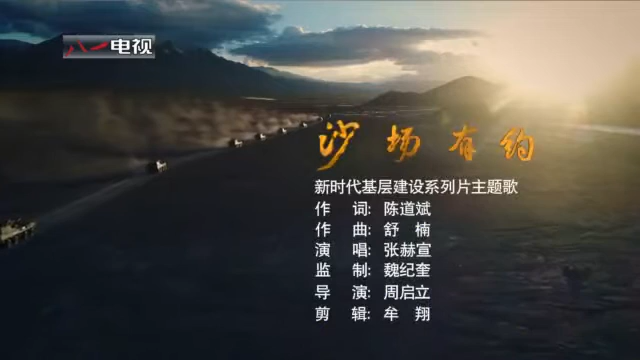 八一电视
沙场有约
新时代基层建设系列片主题歌
作 词: 陈道斌
作 曲: 舒 楠
演 唱: 张赫宣
监 制: 魏纪奎
导 演: 周启立
剪 辑: 牟 翔